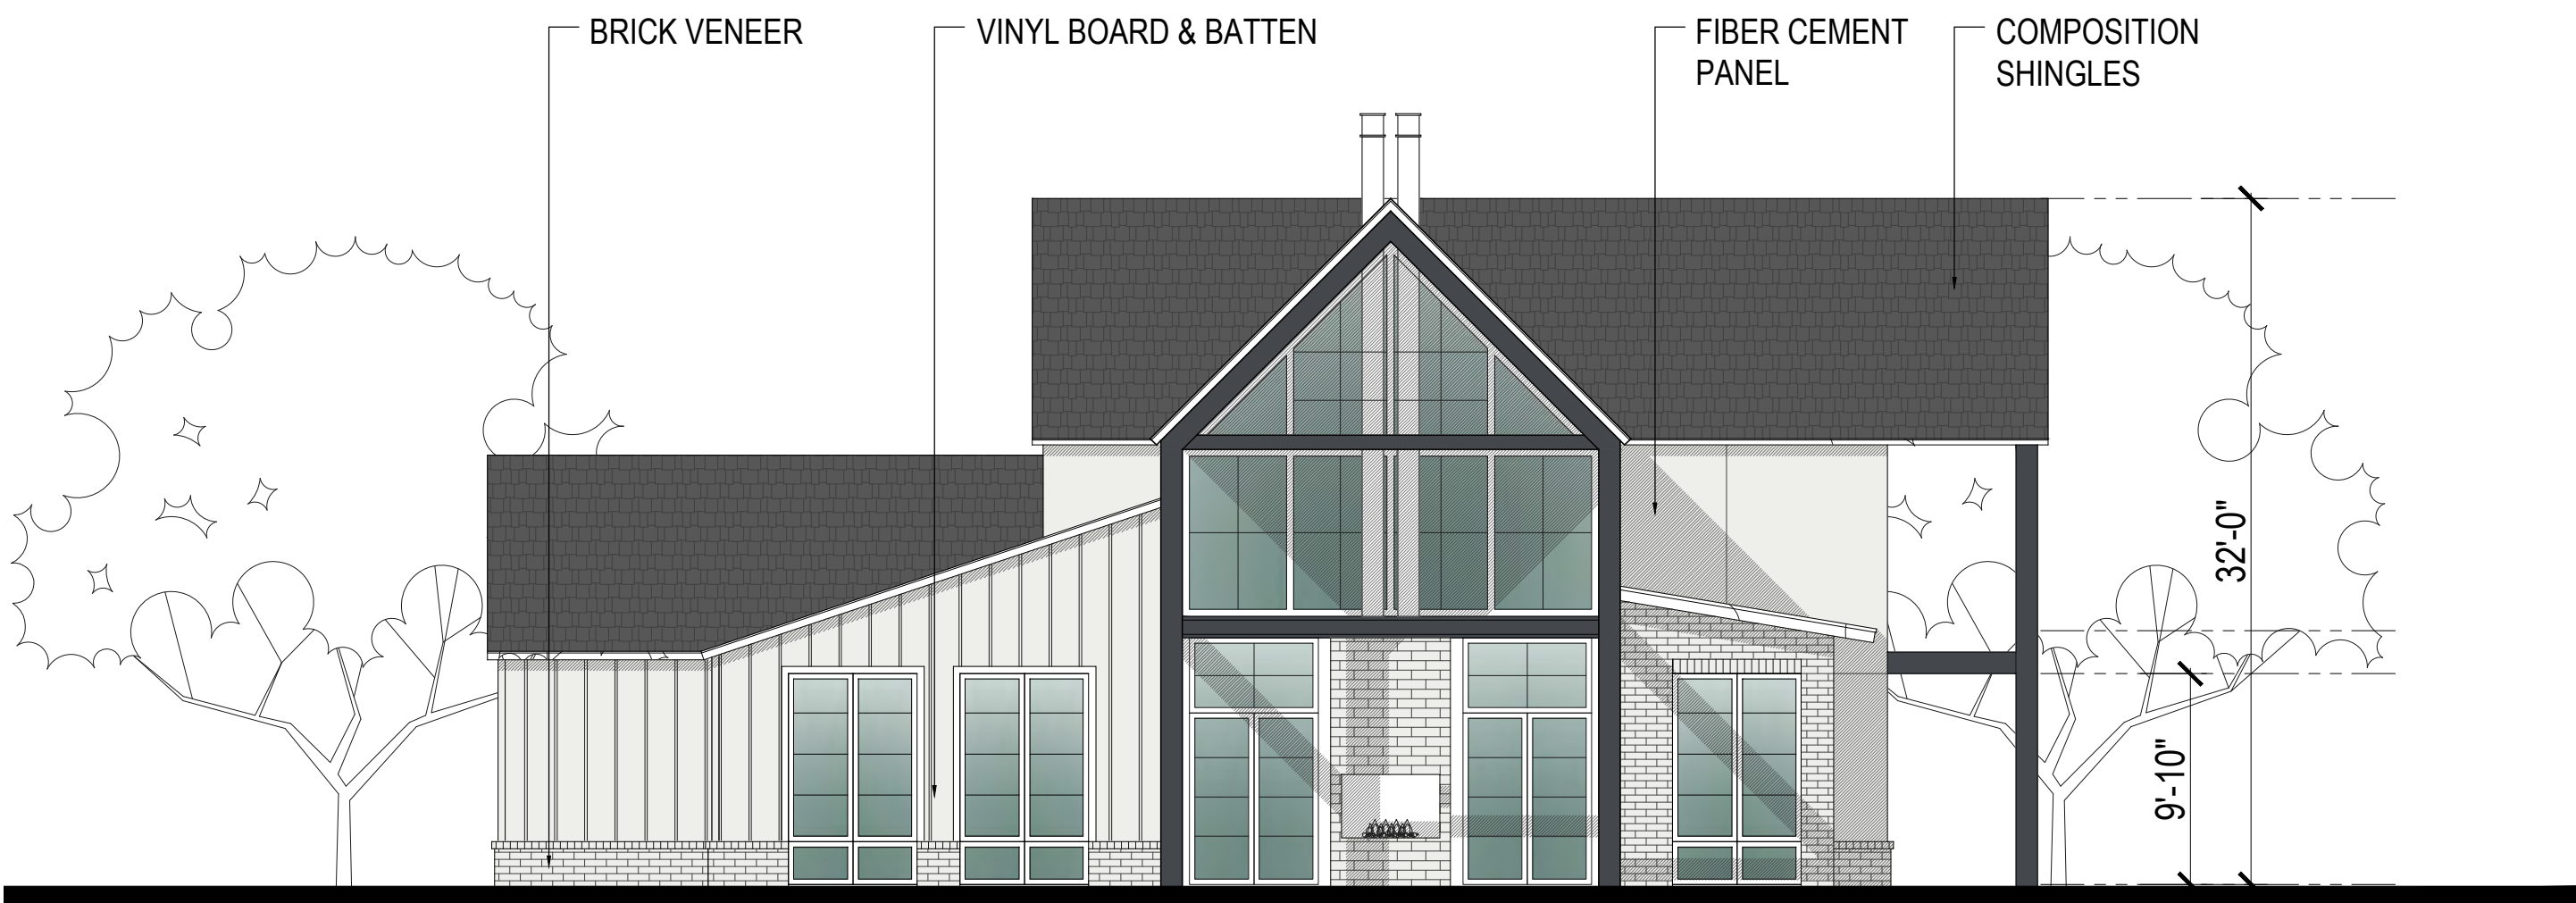 BRICK VENEER
VINYL BOARD & BATTEN
FIBER CEMENT
PANEL
COMPOSITION
SHINGLES
32'-0"
9'-10"